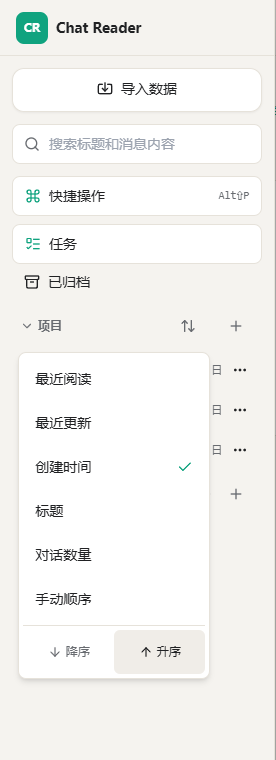 CR Chat Reader
导入数据
搜索标题和消息内容
快捷操作 Alt⇧P
任务
已归档
项目
最近阅读 日
最近更新 日
创建时间 日
标题
对话数量
手动顺序
降序 升序